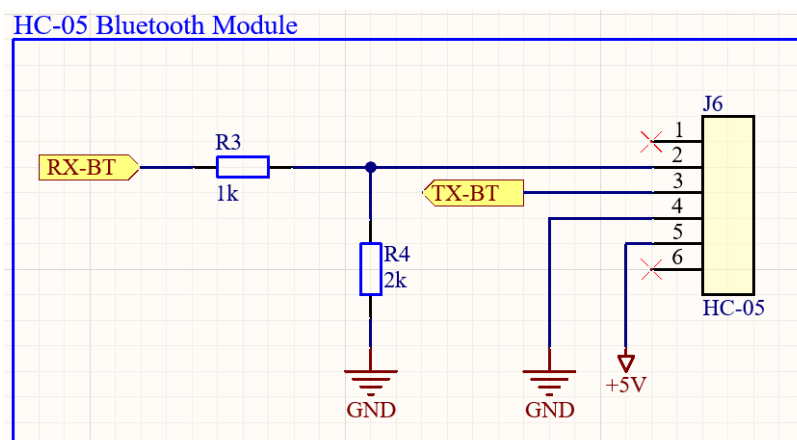 HC-05 Bluetooth Module
J6
R3
1
RX-BT
2
1k
3
TX-BT
4
5
R4
6
2k
HC-05
+5V
GND
GND